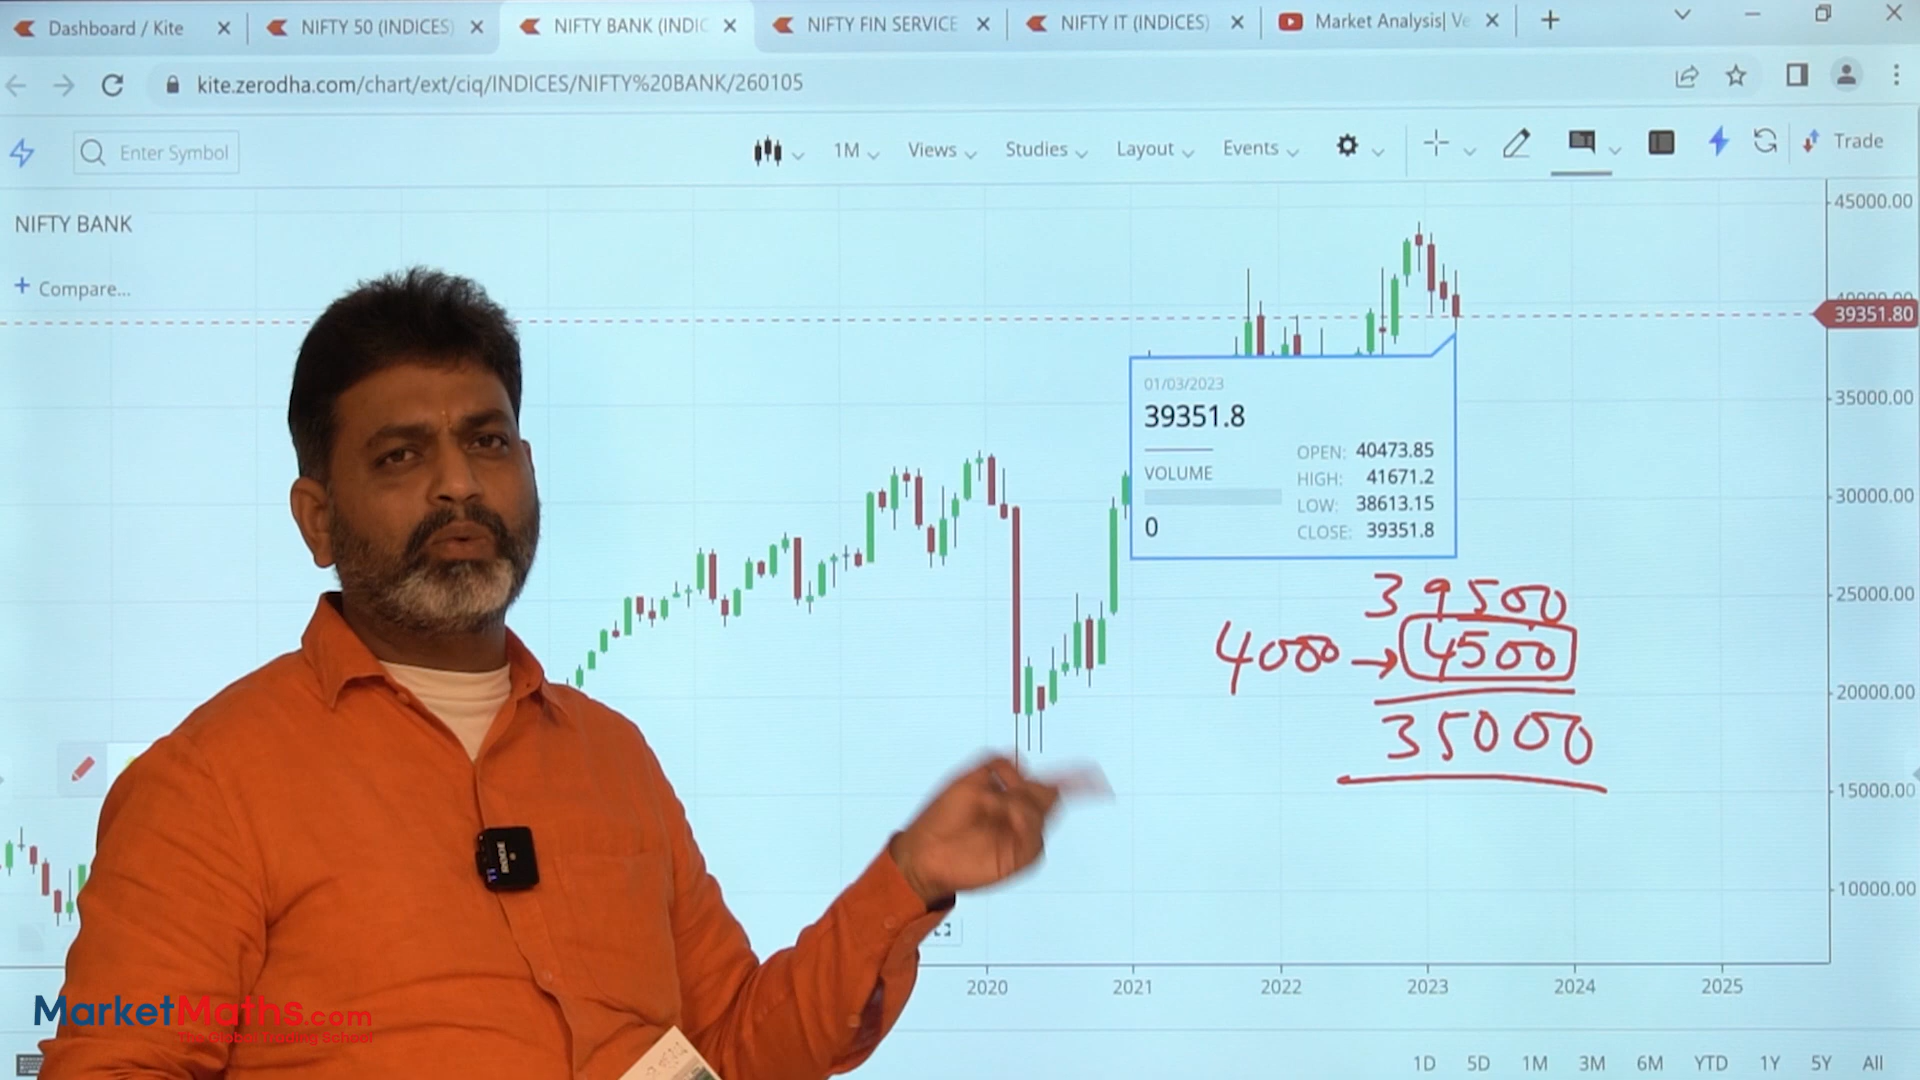 Dashboard / Kite
NIFTY 50 (INDICES)
NIFTY BANK (INDIC
NIFTY FIN SERVICE
NIFTY IT (INDICES)
Market Analysis| Ve
kite.zerodha.com/chart/ext/ciq/INDICES/NIFTY%20BANK/260105
Enter Symbol
1M
Views
Studies
Layout
Events
Trade
NIFTY BANK
+ Compare...
45000.00
40000.00
39351.80
35000.00
30000.00
25000.00
20000.00
15000.00
10000.00
01/03/2023
39351.8
VOLUME
0
OPEN: 40473.85
HIGH: 41671.2
LOW: 38613.15
CLOSE: 39351.8
39500
4000 → 4500
35000
RODE
2020 2021 2022 2023 2024 2025
MarketMaths.com
The Global Trading School
1D 5D 1M 3M 6M YTD 1Y 5Y All